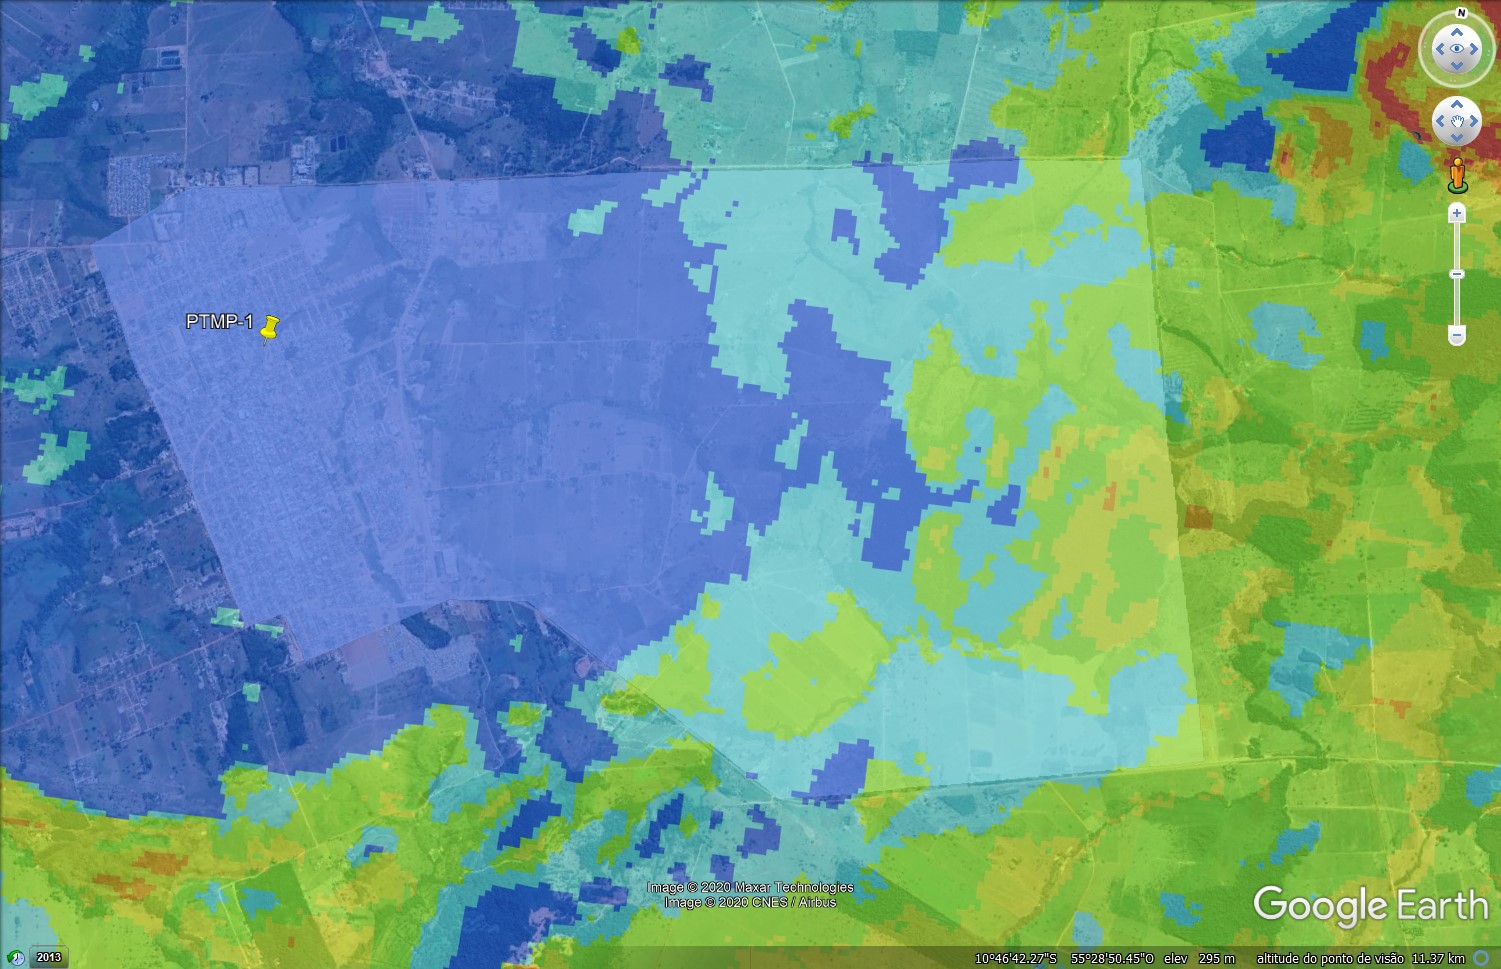 N
PTMP-1
Image © 2020 Maxar Technologies
Image © 2020 CNES / Airbus
Google Earth
2013
10°46'42.27"S 55°28'50.45"O elev 295 m altitude do ponto de visão 11.37 km